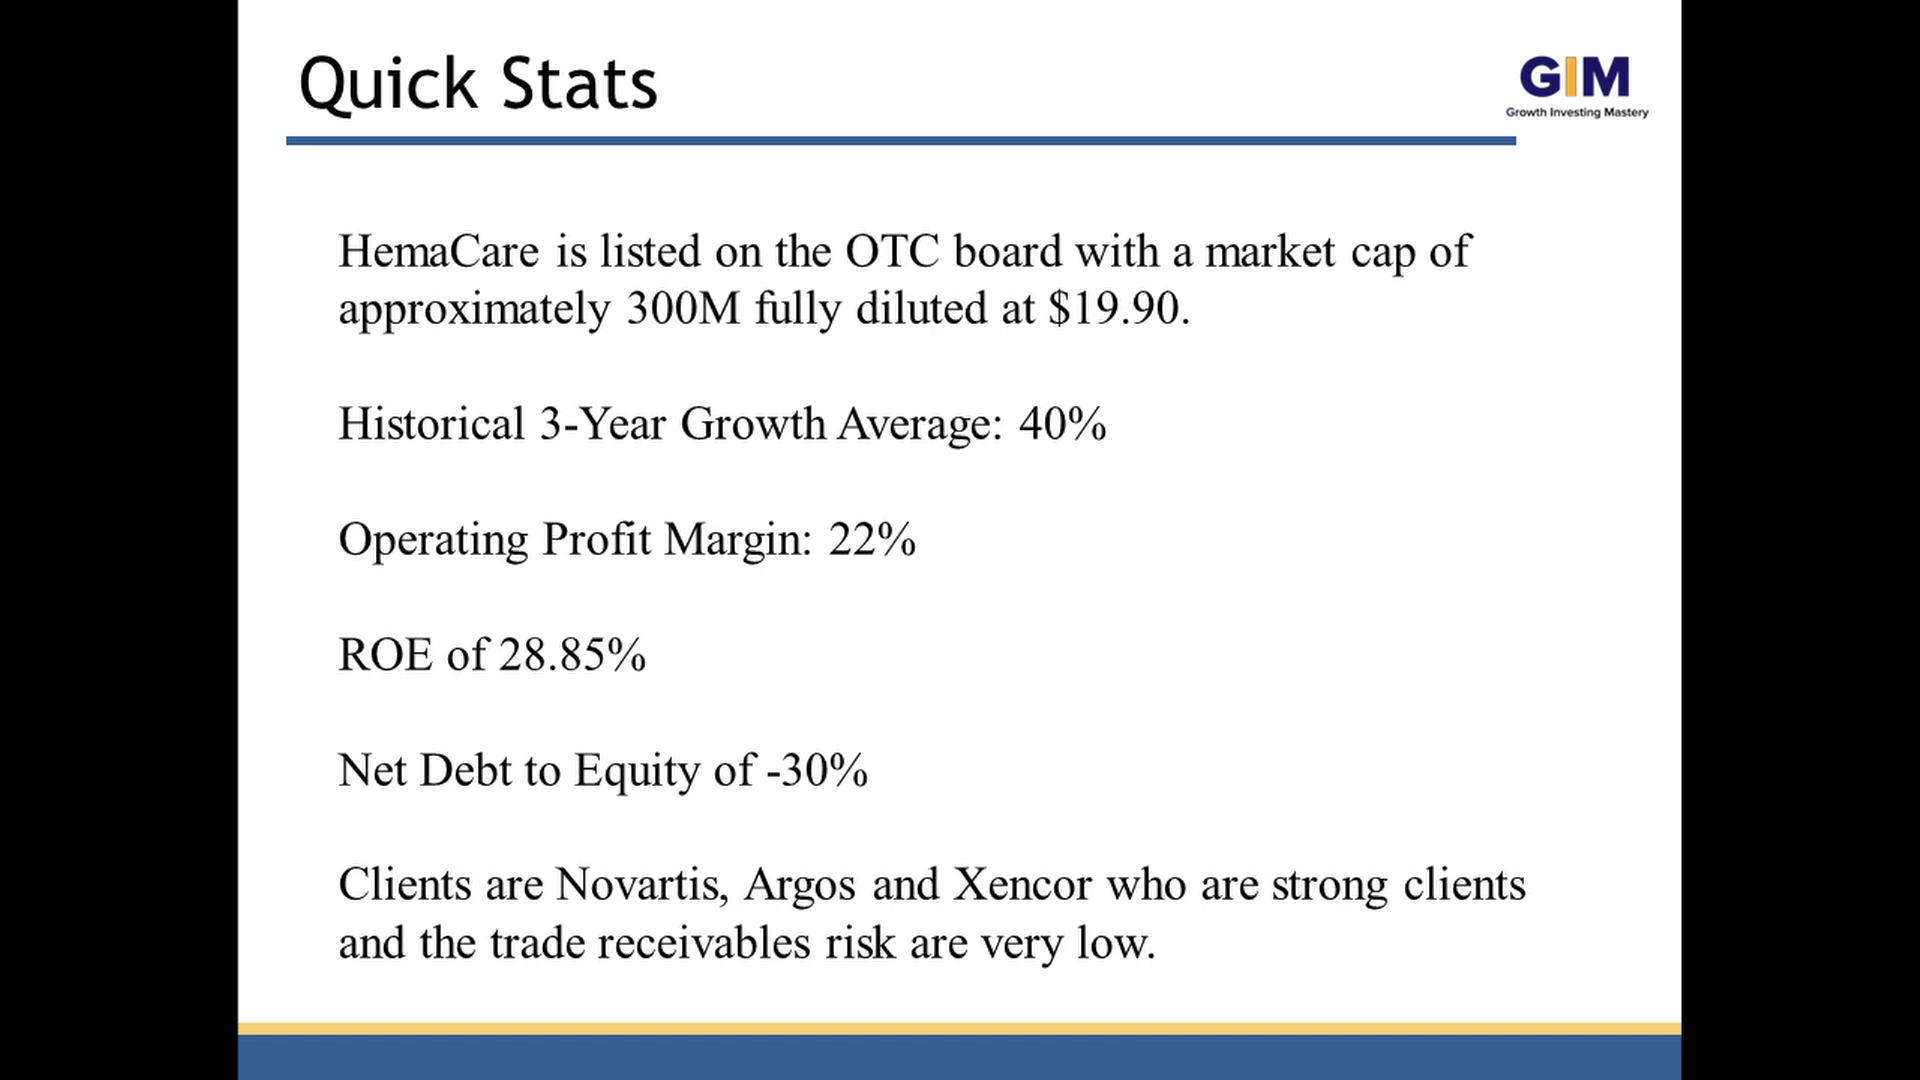 Quick Stats
GIM
Growth Investing Mastery
HemaCare is listed on the OTC board with a market cap of
approximately 300M fully diluted at $19.90.
Historical 3-Year Growth Average: 40%
Operating Profit Margin: 22%
ROE of 28.85%
Net Debt to Equity of -30%
Clients are Novartis, Argos and Xencor who are strong clients
and the trade receivables risk are very low.